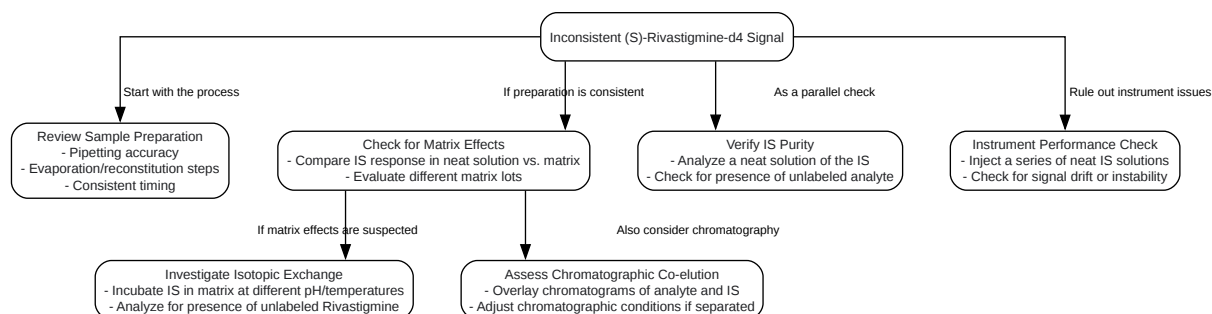 Inconsistent (S)-Rivastigmine-d4 Signal
Start with the process
If preparation is consistent
As a parallel check
Rule out instrument issues
Review Sample Preparation
- Pipetting accuracy
- Evaporation/reconstitution steps
- Consistent timing
Check for Matrix Effects
- Compare IS response in neat solution vs. matrix
- Evaluate different matrix lots
Verify IS Purity
- Analyze a neat solution of the IS
- Check for presence of unlabeled analyte
Instrument Performance Check
- Inject a series of neat IS solutions
- Check for signal drift or instability
If matrix effects are suspected
Also consider chromatography
Investigate Isotopic Exchange
- Incubate IS in matrix at different pH/temperatures
- Analyze for presence of unlabeled Rivastigmine
Assess Chromatographic Co-elution
- Overlay chromatograms of analyte and IS
- Adjust chromatographic conditions if separated